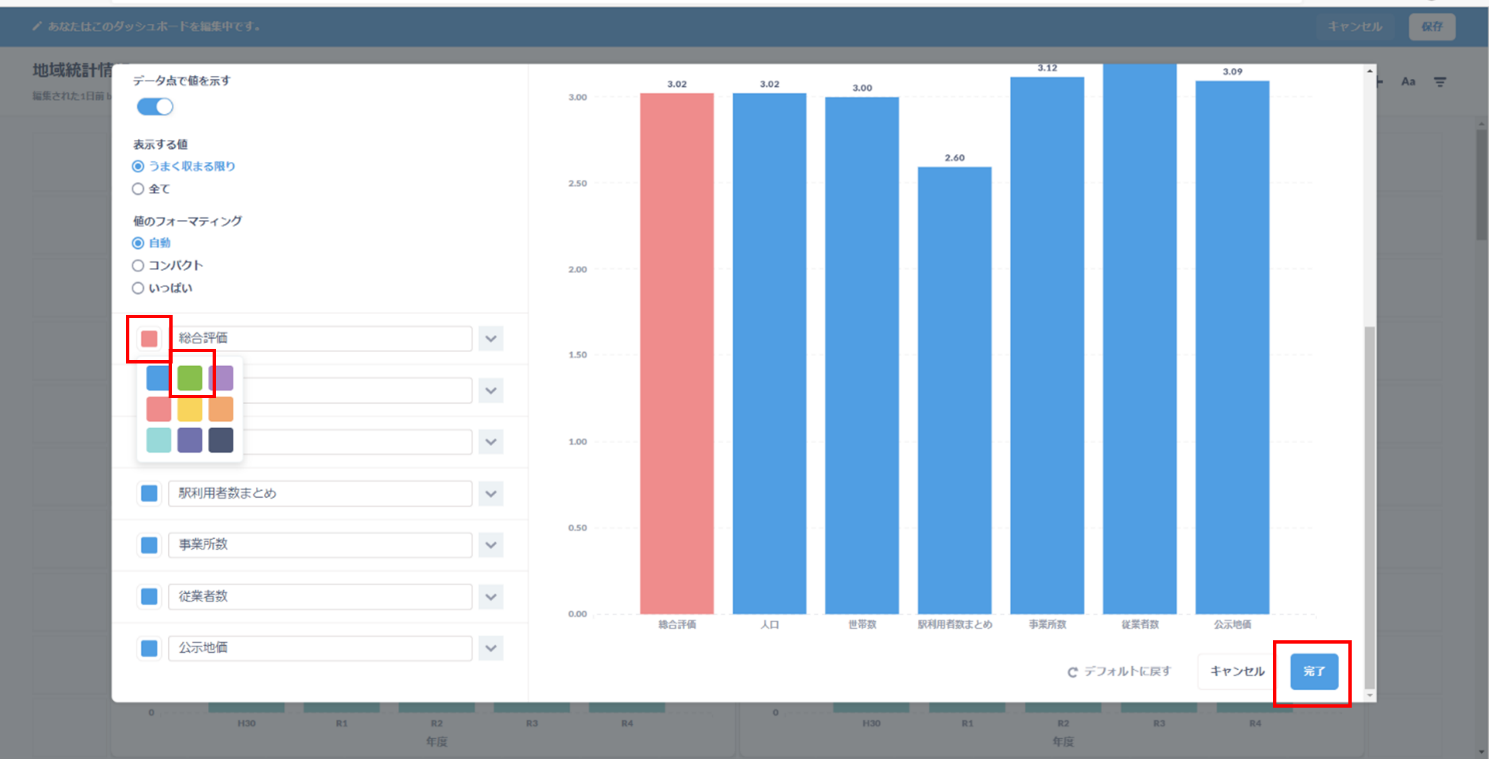 あなたはこのダッシュボードを編集中です。
キャンセル
保存
地域統計情
編集された1日前
Aa
データ点で値を示す
表示する値
うまく収まる限り
全て
値のフォーマティング
自動
コンパクト
いっぱい
総合評価
駅利用者数まとめ
事業所数
従業者数
公示地価
3.02
3.02
3.00
2.60
3.12
3.09
3.00
2.50
2.00
1.50
1.00
0.50
0.00
総合評価
人口
世帯数
駅利用者数まとめ
事業所数
従業者数
公示地価
デフォルトに戻す
キャンセル
完了
0
H30
R1
R2
R3
R4
年度
0
H30
R1
R2
R3
R4
年度